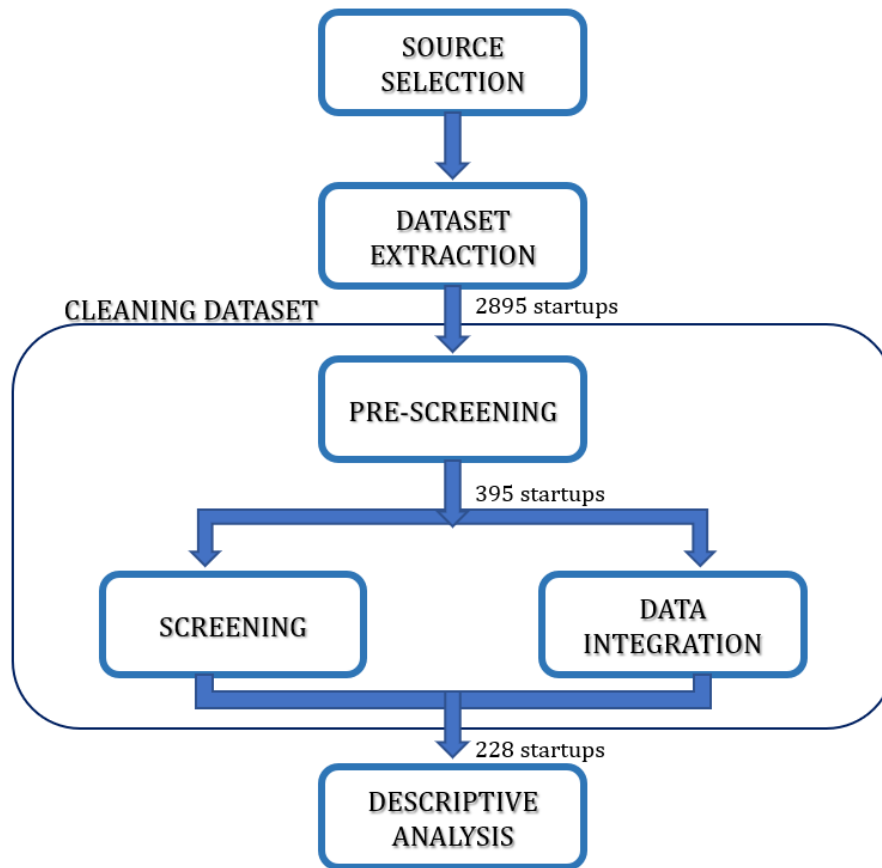 SOURCE
SELECTION
DATASET
EXTRACTION
CLEANING DATASET
2895 startups
PRE-SCREENING
395 startups
SCREENING
DATA
INTEGRATION
228 startups
DESCRIPTIVE
ANALYSIS